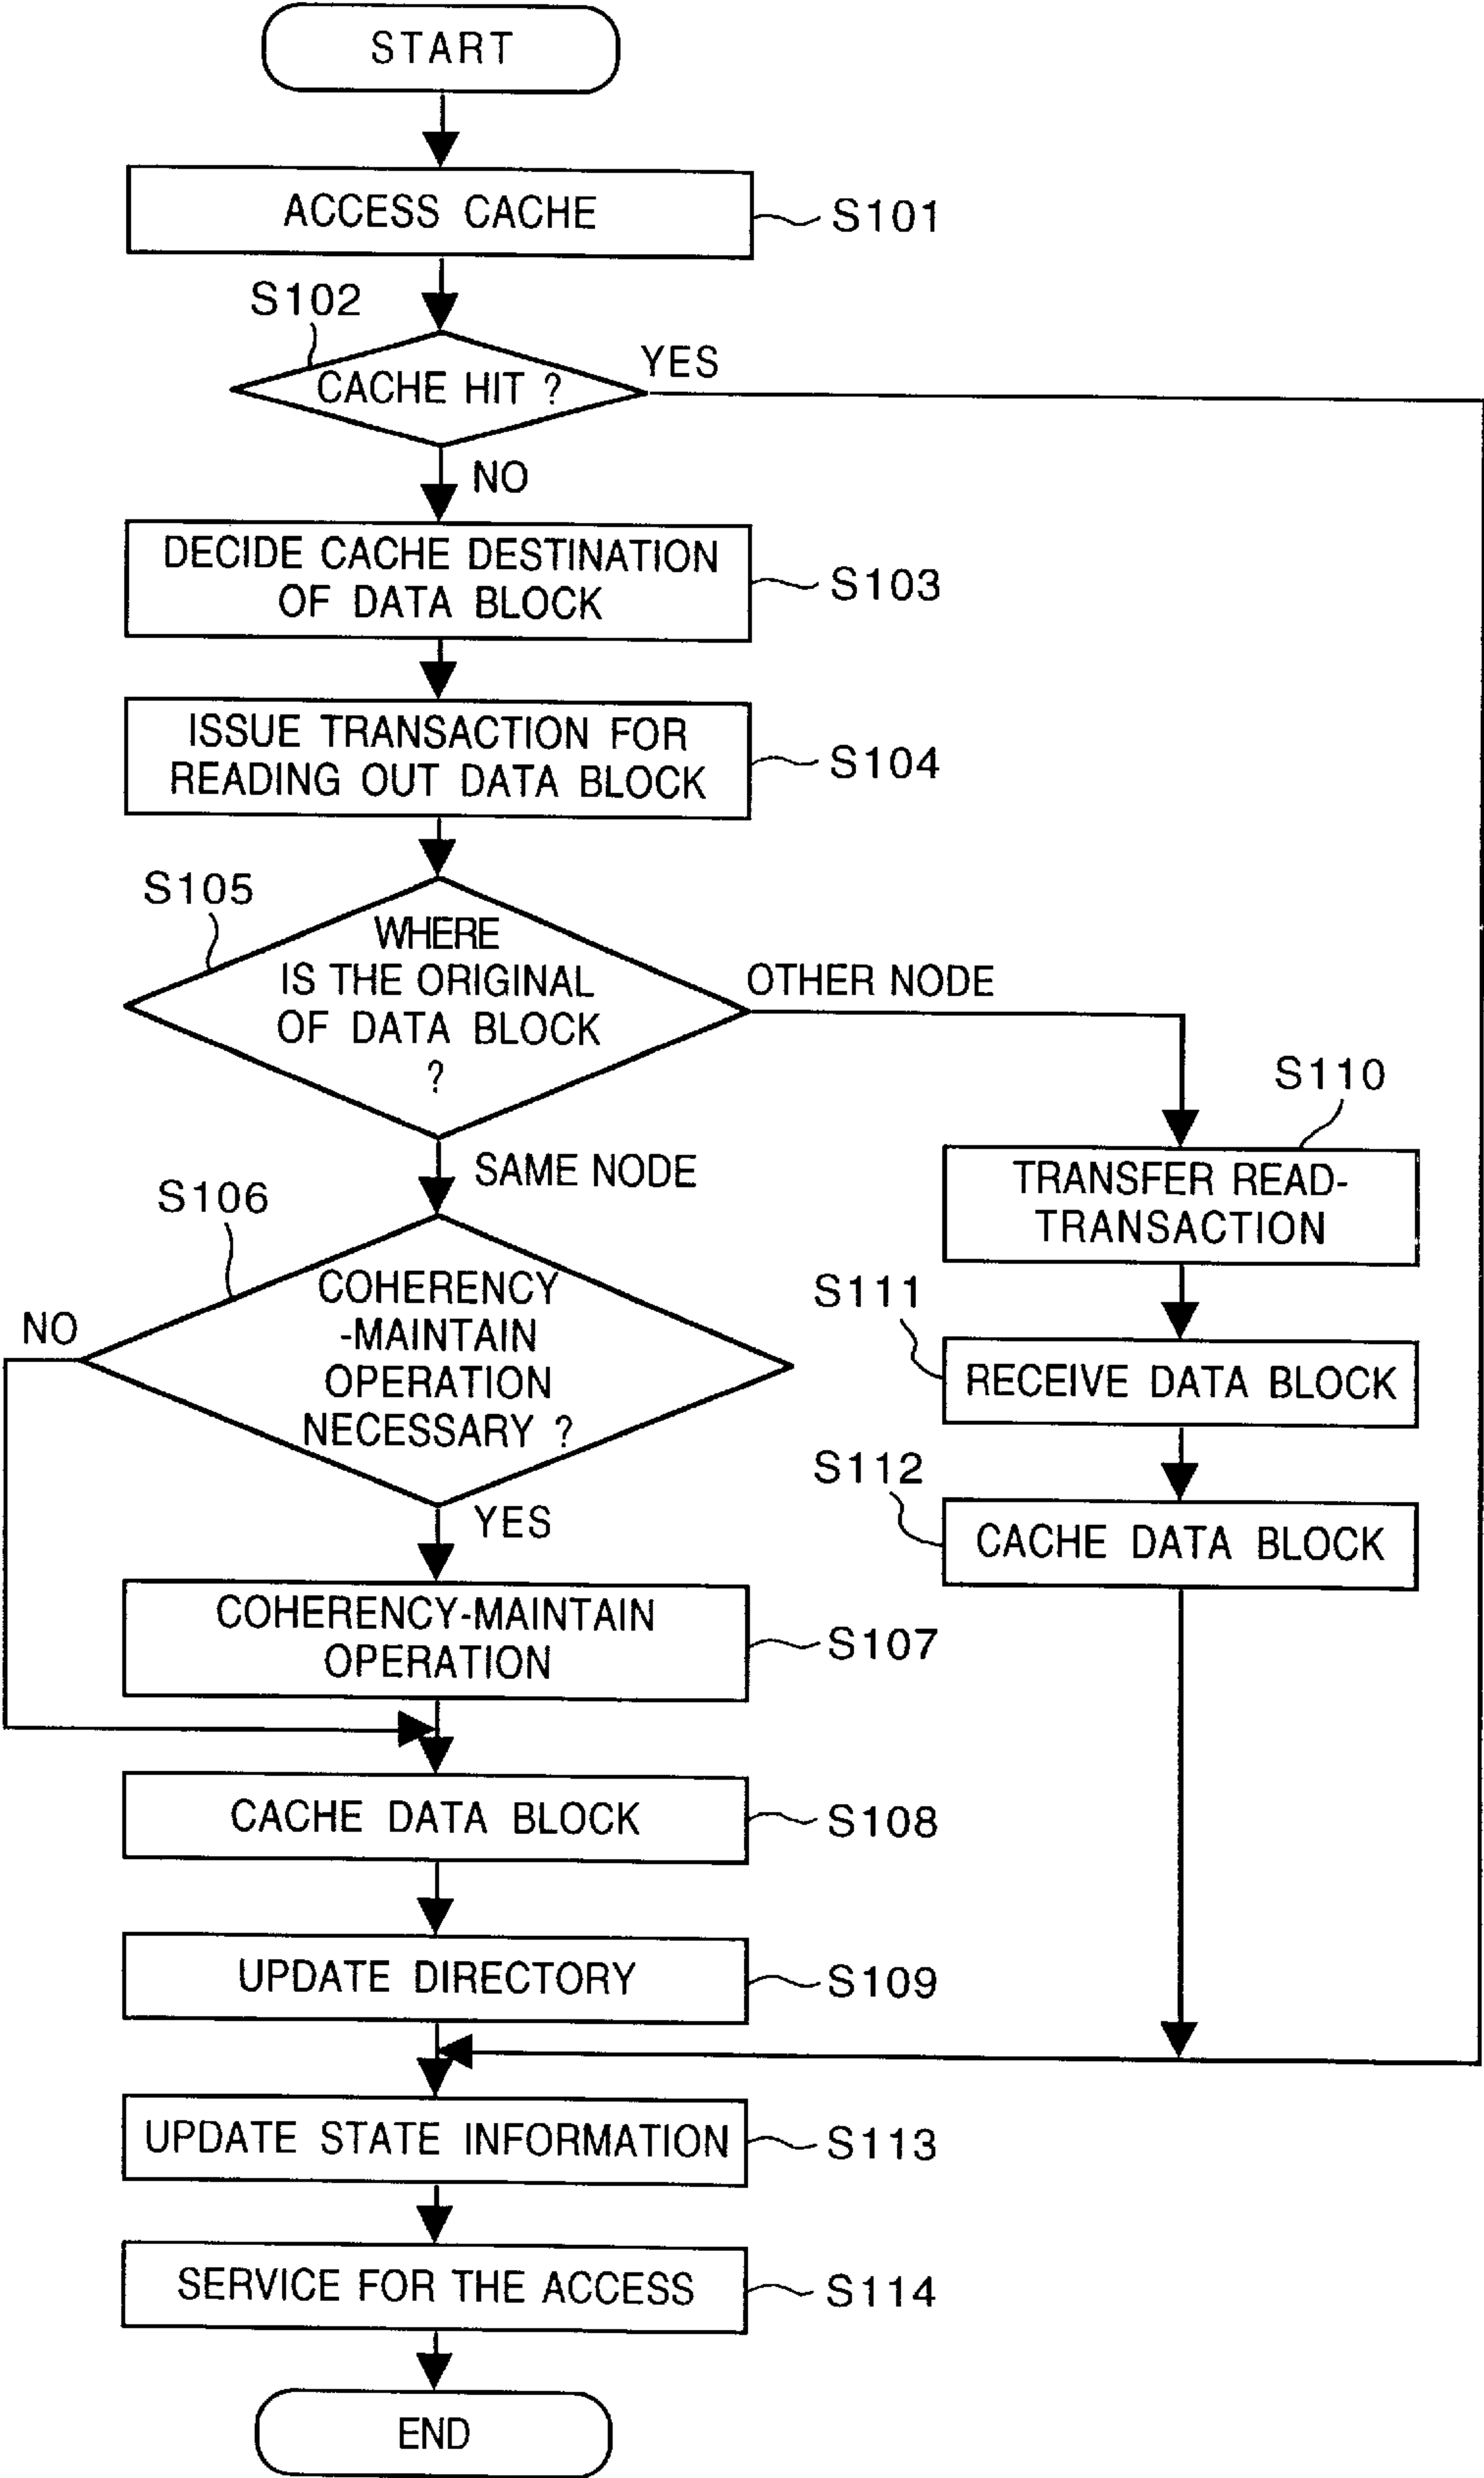 START
ACCESS CACHE
S101
S102
CACHE HIT ?
YES
NO
DECIDE CACHE DESTINATION
OF DATA BLOCK
S103
ISSUE TRANSACTION FOR
READING OUT DATA BLOCK
S104
S105
WHERE
IS THE ORIGINAL
OF DATA BLOCK
?
OTHER NODE
SAME NODE
S106
COHERENCY
-MAINTAIN
OPERATION
NECESSARY ?
NO
YES
S110
TRANSFER READ-
TRANSACTION
S111
RECEIVE DATA BLOCK
S112
CACHE DATA BLOCK
COHERENCY-MAINTAIN
OPERATION
S107
CACHE DATA BLOCK
S108
UPDATE DIRECTORY
S109
UPDATE STATE INFORMATION
S113
SERVICE FOR THE ACCESS
S114
END